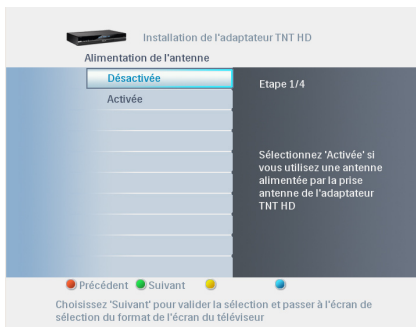 Installation de l'adaptateur TNT HD
Alimentation de l'antenne
Désactivée
Activée
Etape 1/4
Sélectionnez 'Activée' si
vous utilisez une antenne
alimentée par la prise
antenne de l'adaptateur
TNT HD
Précédent Suivant
Choisissez 'Suivant' pour valider la sélection et passer à l'écran de
sélection du format de l'écran du téléviseur